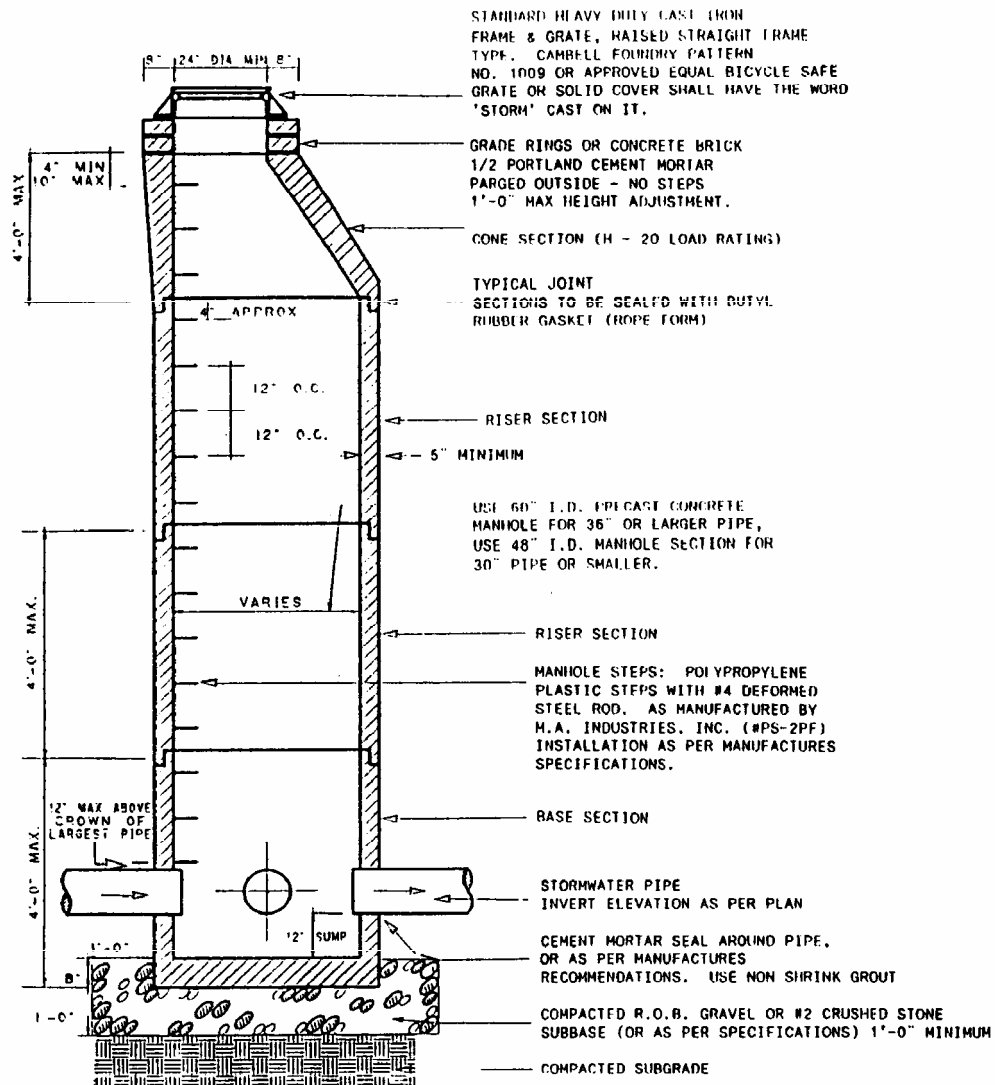 STANDARD HEAVY DUTY CAST IRON
FRAME & GRATE, RAISED STRAIGHT FRAME
TYPE. CAMBELL FOUNDRY PATTERN
NO. 1009 OR APPROVED EQUAL BICYCLE SAFE
GRATE OR SOLID COVER SHALL HAVE THE WORD
'STORM' CAST ON IT.
8" 24" DIA MIN 8"
GRADE RINGS OR CONCRETE BRICK
1/2 PORTLAND CEMENT MORTAR
PARGED OUTSIDE - NO STEPS
1'-0" MAX HEIGHT ADJUSTMENT.
4" MIN
10" MAX
4'-0" MAX
CONE SECTION (H - 20 LOAD RATING)
TYPICAL JOINT
SECTIONS TO BE SEALED WITH BUTYL
RUBBER GASKET (ROPE FORM)
4" APPROX
12" O.C.
12" O.C.
RISER SECTION
5" MINIMUM
USE 60" I.D. PRECAST CONCRETE
MANHOLE FOR 36" OR LARGER PIPE,
USE 48" I.D. MANHOLE SECTION FOR
30" PIPE OR SMALLER.
VARIES
4'-0" MAX.
RISER SECTION
MANHOLE STEPS: POLYPROPYLENE
PLASTIC STEPS WITH #4 DEFORMED
STEEL ROD. AS MANUFACTURED BY
M.A. INDUSTRIES, INC. (#PS-2PF)
INSTALLATION AS PER MANUFACTURES
SPECIFICATIONS.
12" MAX ABOVE
CROWN OF
LARGEST PIPE
4'-0" MAX.
BASE SECTION
STORMWATER PIPE
INVERT ELEVATION AS PER PLAN
12" SUMP
CEMENT MORTAR SEAL AROUND PIPE,
OR AS PER MANUFACTURES
RECOMMENDATIONS. USE NON SHRINK GROUT
1'-0"
8"
1'-0"
COMPACTED R.O.B. GRAVEL OR #2 CRUSHED STONE
SUBBASE (OR AS PER SPECIFICATIONS) 1'-0" MINIMUM
COMPACTED SUBGRADE